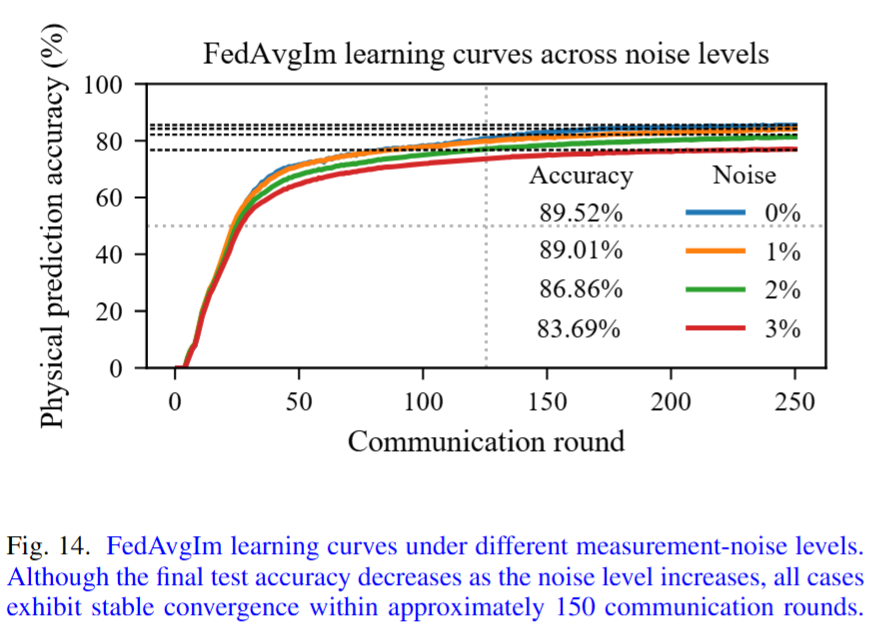 FedAvgIm learning curves across noise levels
Physical prediction accuracy (%)
100
80
60
40
20
0
Accuracy Noise
89.52% 0%
89.01% 1%
86.86% 2%
83.69% 3%
0 50 100 150 200 250
Communication round
Fig. 14. FedAvgIm learning curves under different measurement-noise levels.
Although the final test accuracy decreases as the noise level increases, all cases
exhibit stable convergence within approximately 150 communication rounds.